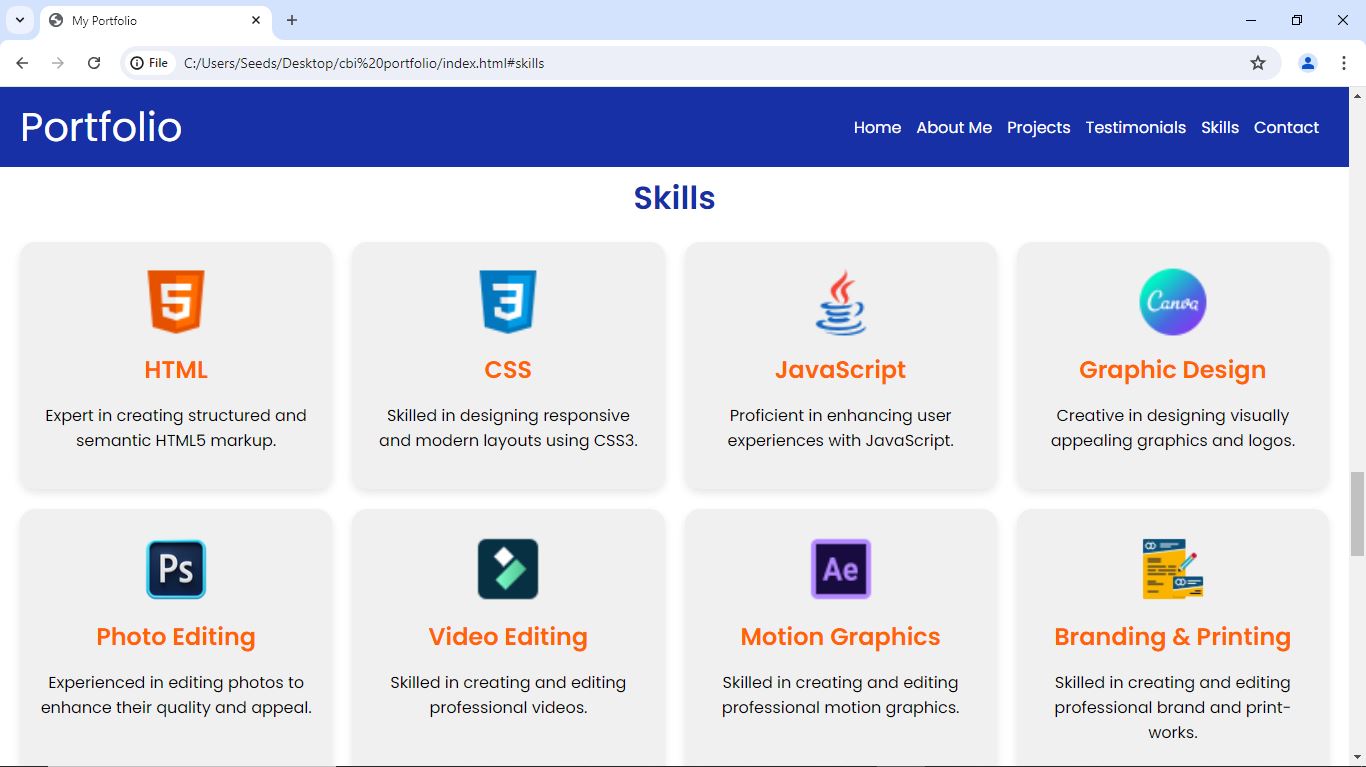 My Portfolio
File C:/Users/Seeds/Desktop/cbi%20portfolio/index.html#skills
Portfolio
Home About Me Projects Testimonials Skills Contact
Skills
5
HTML
Expert in creating structured and
semantic HTML5 markup.
3
CSS
Skilled in designing responsive
and modern layouts using CSS3.
JavaScript
Proficient in enhancing user
experiences with JavaScript.
Canva
Graphic Design
Creative in designing visually
appealing graphics and logos.
Ps
Photo Editing
Experienced in editing photos to
enhance their quality and appeal.
Video Editing
Skilled in creating and editing
professional videos.
Ae
Motion Graphics
Skilled in creating and editing
professional motion graphics.
Branding & Printing
Skilled in creating and editing
professional brand and print-
works.